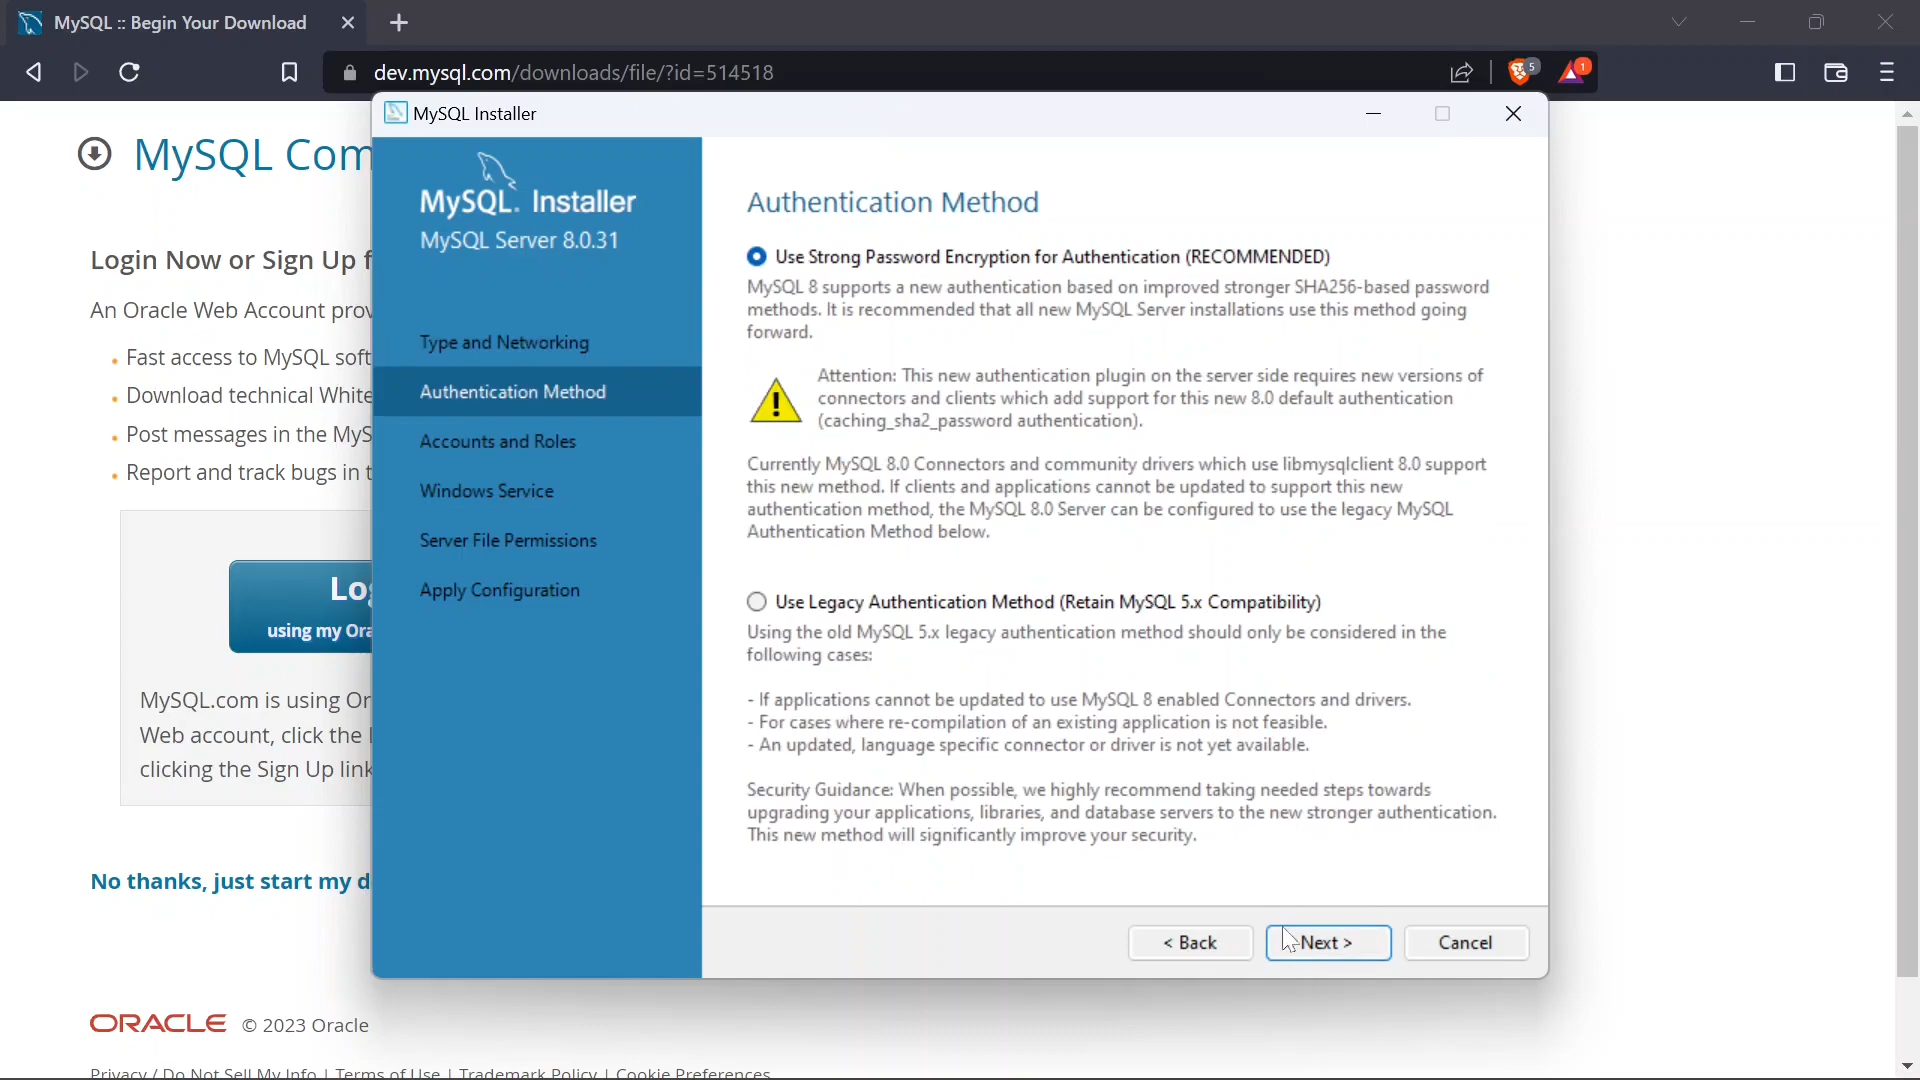 MySQL :: Begin Your Download
dev.mysql.com/downloads/file/?id=514518
5
1
MySQL Com
Login Now or Sign Up f
An Oracle Web Account prov
Fast access to MySQL soft
Download technical White
Post messages in the MyS
Report and track bugs in t
Log
using my Ora
MySQL.com is using Or
Web account, click the
clicking the Sign Up link
No thanks, just start my d
ORACLE © 2023 Oracle
Privacy / Do Not Sell My Info | Terms of Use | Trademark Policy | Cookie Preferences
MySQL Installer
MySQL. Installer
MySQL Server 8.0.31
Type and Networking
Authentication Method
Accounts and Roles
Windows Service
Server File Permissions
Apply Configuration
Authentication Method
Use Strong Password Encryption for Authentication (RECOMMENDED)
MySQL 8 supports a new authentication based on improved stronger SHA256-based password
methods. It is recommended that all new MySQL Server installations use this method going
forward.
Attention: This new authentication plugin on the server side requires new versions of
connectors and clients which add support for this new 8.0 default authentication
(caching_sha2_password authentication).
Currently MySQL 8.0 Connectors and community drivers which use libmysqlclient 8.0 support
this new method. If clients and applications cannot be updated to support this new
authentication method, the MySQL 8.0 Server can be configured to use the legacy MySQL
Authentication Method below.
Use Legacy Authentication Method (Retain MySQL 5.x Compatibility)
Using the old MySQL 5.x legacy authentication method should only be considered in the
following cases:
- If applications cannot be updated to use MySQL 8 enabled Connectors and drivers.
- For cases where re-compilation of an existing application is not feasible.
- An updated, language specific connector or driver is not yet available.
Security Guidance: When possible, we highly recommend taking needed steps towards
upgrading your applications, libraries, and database servers to the new stronger authentication.
This new method will significantly improve your security.
< Back
Next >
Cancel